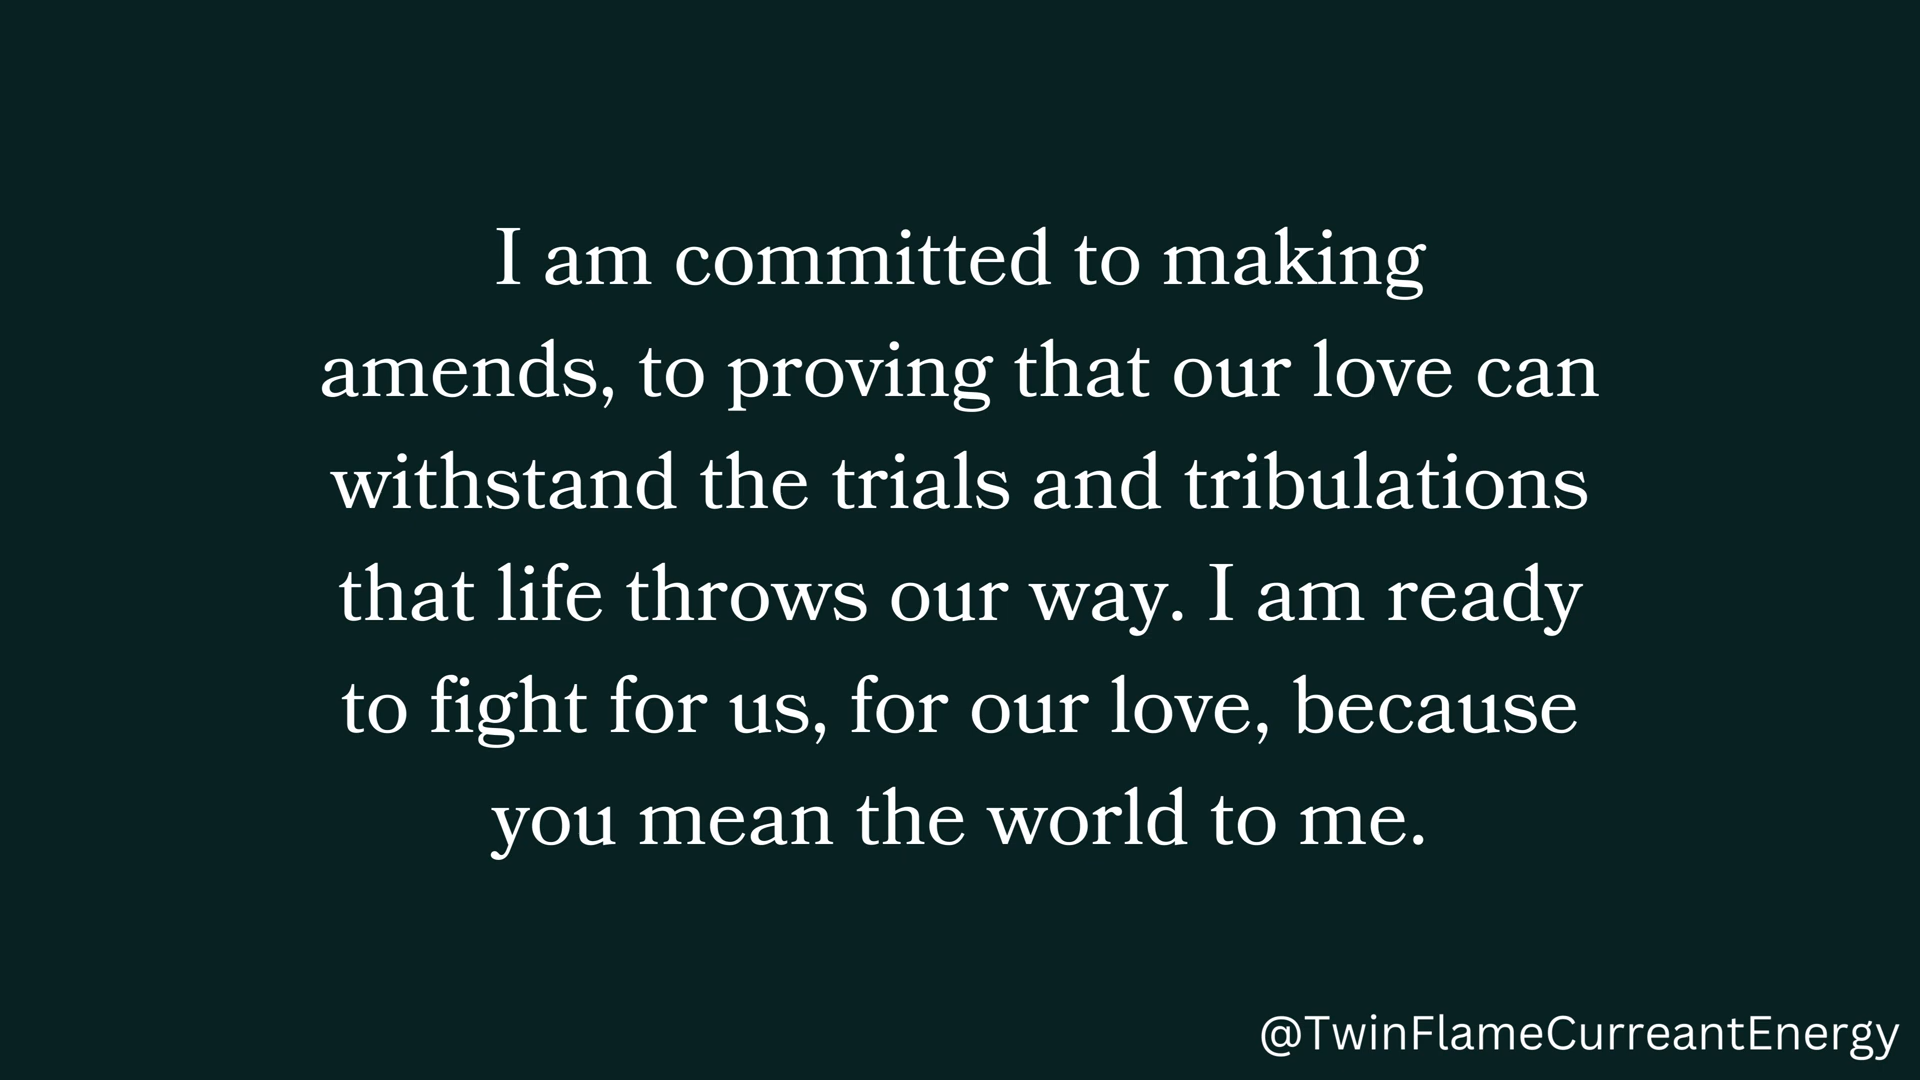 I am committed to making
amends, to proving that our love can
withstand the trials and tribulations
that life throws our way. I am ready
to fight for us, for our love, because
you mean the world to me.
@TwinFlameCurreantEnergy